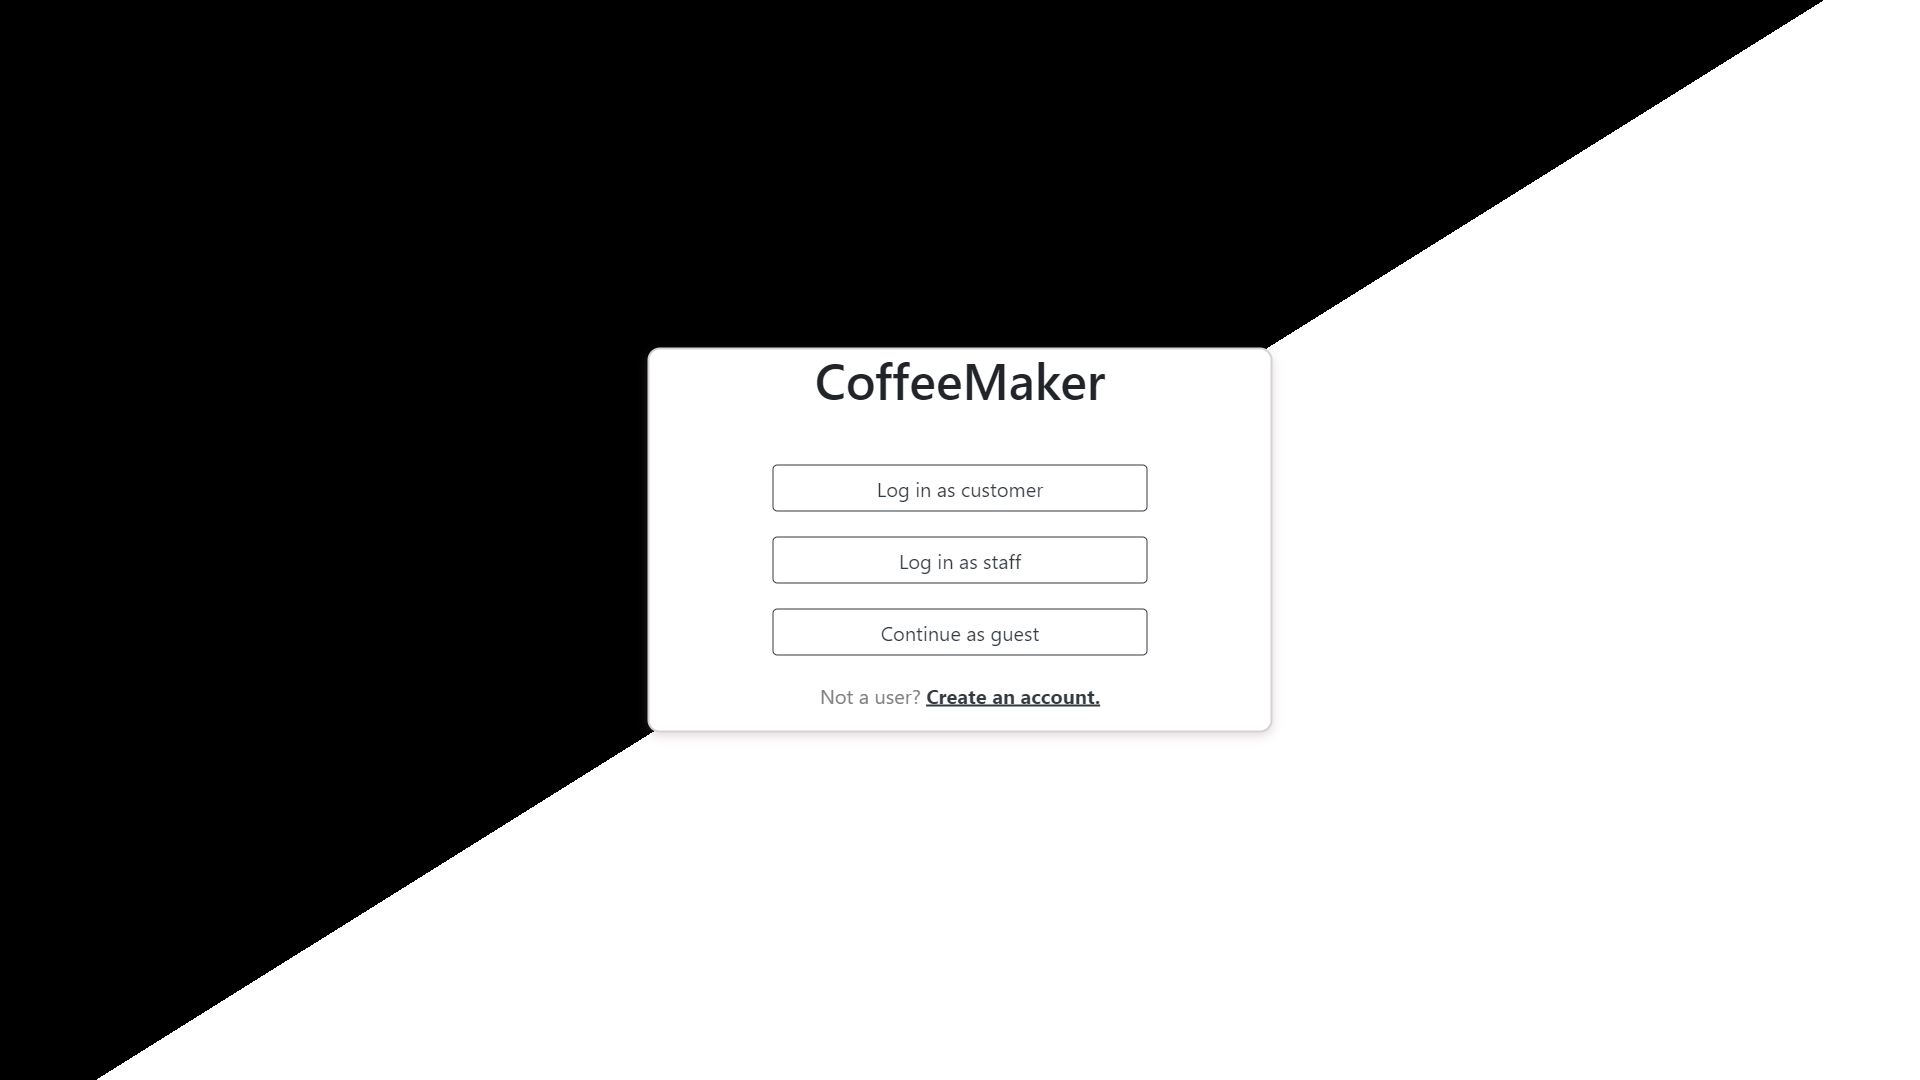 CoffeeMaker
Log in as customer
Log in as staff
Continue as guest
Not a user? Create an account.